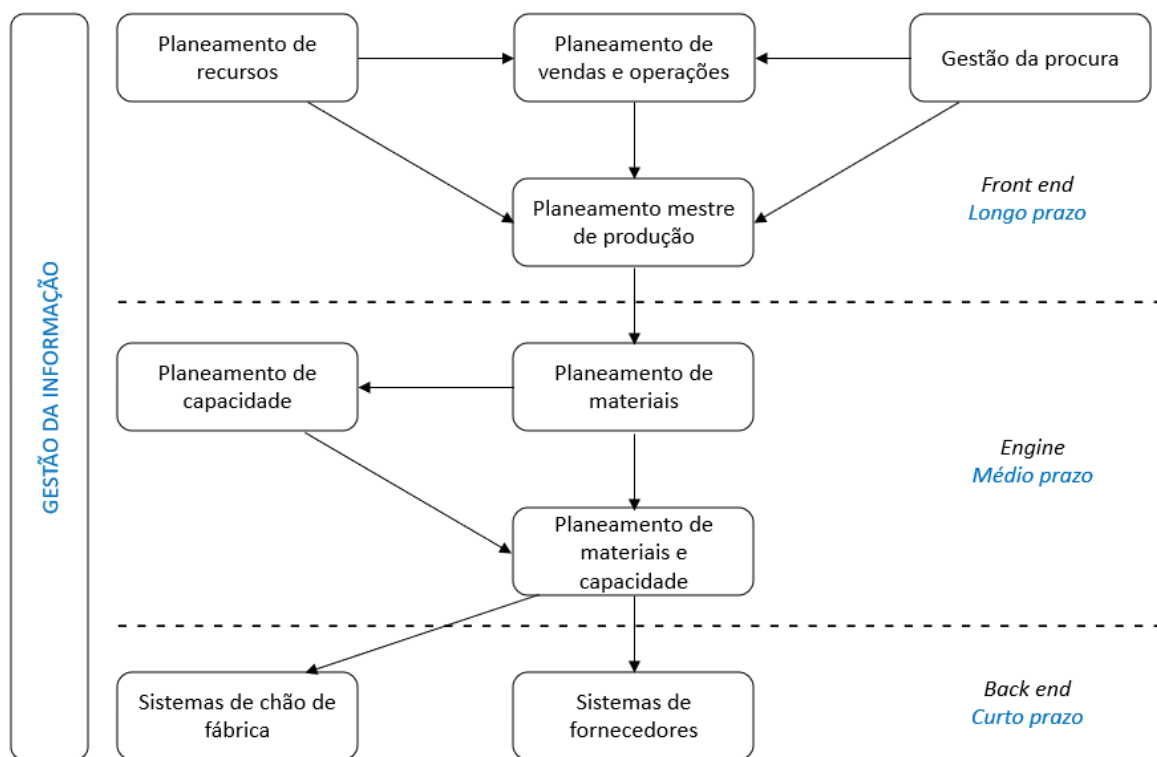 GESTÃO DA INFORMAÇÃO
Planeamento de
recursos
Planeamento de
vendas e operações
Gestão da procura
Planeamento mestre
de produção
Front end
Longo prazo
Planeamento de
capacidade
Planeamento de
materiais
Engine
Médio prazo
Planeamento de
materiais e
capacidade
Sistemas de chão de
fábrica
Sistemas de
fornecedores
Back end
Curto prazo